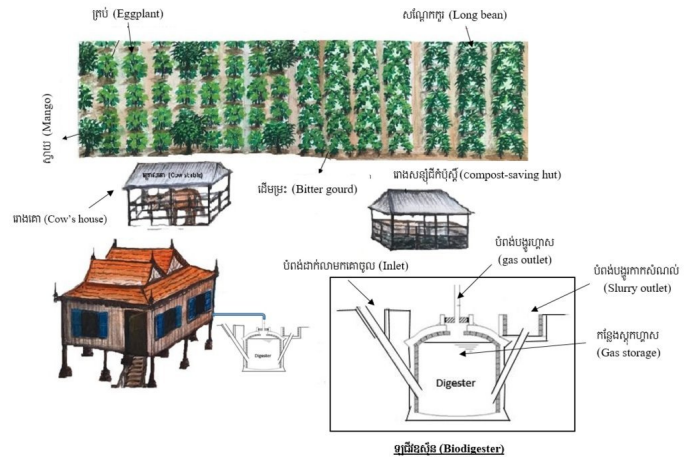 ត្រប់ (Eggplant)
សណ្តែកកួរ (Long bean)
ស្វាយ (Mango)
ដើមម្រះ (Bitter gourd)
(Cow stable)
រោងគោ (Cow's house)
រោងសន្សំជីកំប៉ុស្តិ៍ (compost-saving hut)
បំពង់ដាក់លាមកគោចូល (Inlet)
បំពង់បង្ហូរហ្គាស
(gas outlet)
បំពង់បង្ហូរកាកសំណល់
(Slurry outlet)
កន្លែងស្តុកហ្គាស
(Gas storage)
Digester
Digester
ឡជីវឧស្ម័ន (Biodigester)